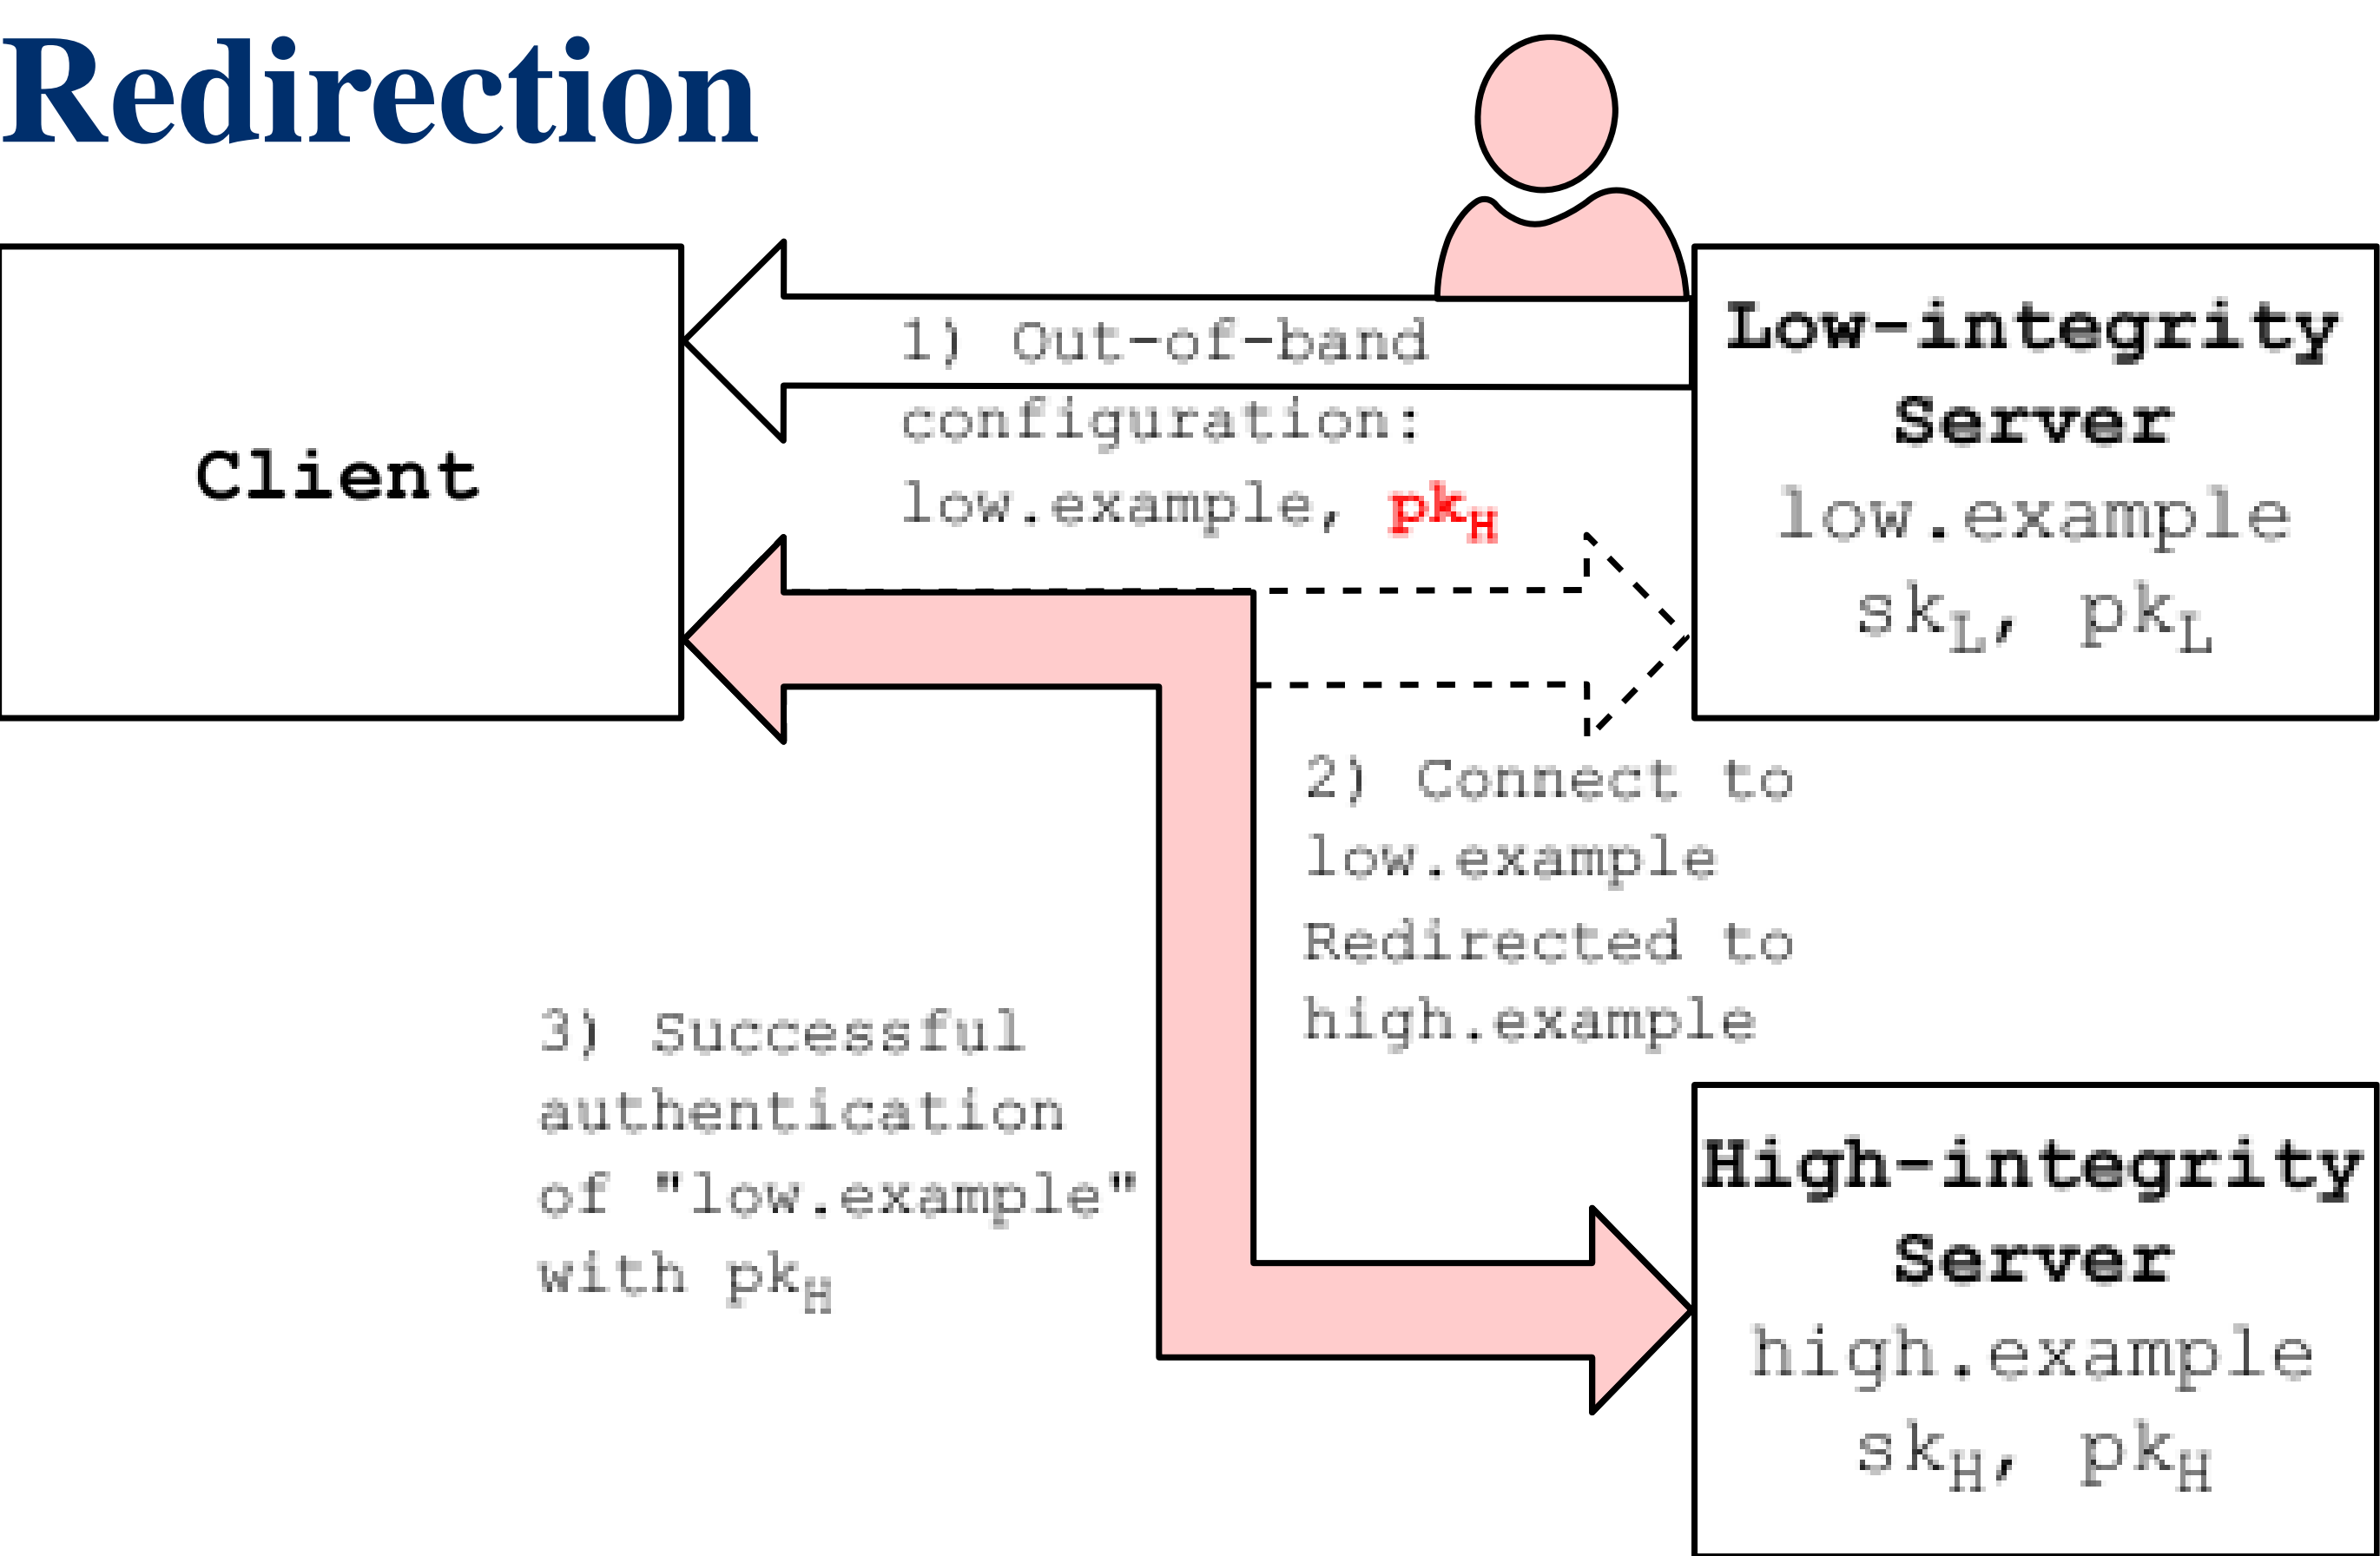 Redirection
Client
1) Out-of-band
configuration:
low.example, pkH
Low-integrity
Server
low.example
skL, pkL
2) Connect to
low.example
Redirected to
high.example
3) Successful
authentication
of "low.example"
with pkH
High-integrity
Server
high.example
skH, pkH